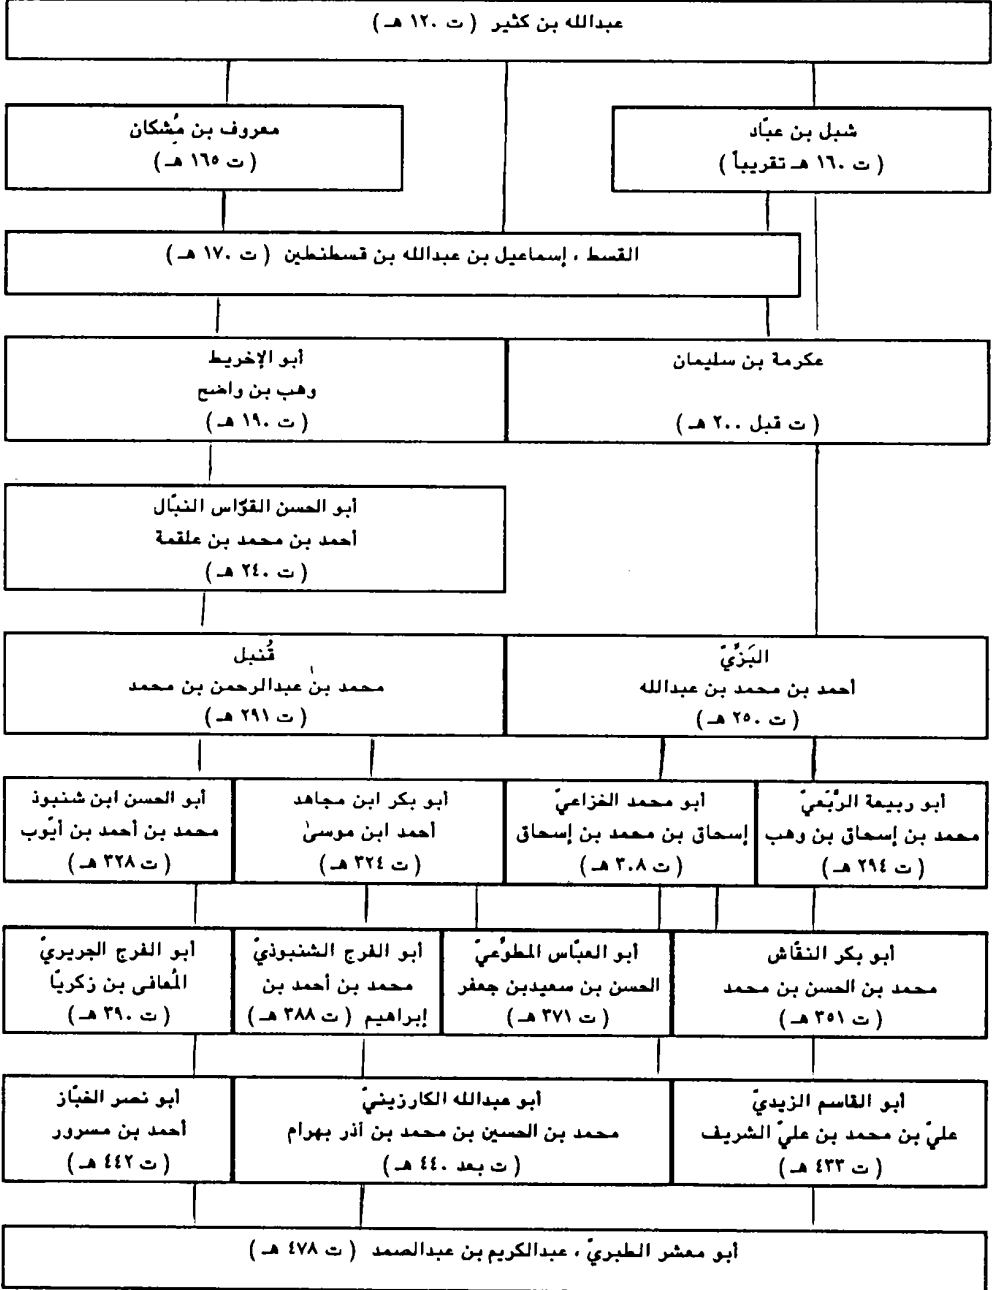 عبدالله بن كثير ( ت ١٢٠ هـ )
شبل بن عبّاد
( ت ١٦٠ هـ تقريباً )
معروف بن مُشكان
( ت ١٦٥ هـ )
القسط ، إسماعيل بن عبدالله بن قسطنطين ( ت ١٧٠ هـ )
عكرمة بن سليمان
( ت قبل ٢٠٠ هـ )
أبو الإخريط
وهب بن واضح
( ت ١٩٠ هـ )
أبو الحسن القوّاس النبّال
أحمد بن محمد بن علقمة
( ت ٢٤٠ هـ )
البَزِّيّ
أحمد بن محمد بن عبدالله
( ت ٢٥٠ هـ )
قُنبل
محمد بن عبدالرحمن بن محمد
( ت ٢٩١ هـ )
أبو ربيعة الرَّبَعيّ
محمد بن إسحاق بن وهب
( ت ٢٩٤ هـ )
أبو محمد الخزاعيّ
إسحاق بن محمد بن إسحاق
( ت ٣٠٨ هـ )
أبو بكر ابن مجاهد
أحمد ابن موسىٰ
( ت ٣٢٤ هـ )
أبو الحسن ابن شنبوذ
محمد بن أحمد بن أيّوب
( ت ٣٢٨ هـ )
أبو بكر النقّاش
محمد بن الحسن بن محمد
( ت ٣٥١ هـ )
أبو العبّاس المطوِّعيّ
الحسن بن سعيدبن جعفر
( ت ٣٧١ هـ )
أبو الفرج الشنبوذيّ
محمد بن أحمد بن
إبراهيم ( ت ٣٨٨ هـ )
أبو الفرج الجريريّ
المُعافى بن زكريّا
( ت ٣٩٠ هـ )
أبو القاسم الزيديّ
عليّ بن محمد بن عليّ الشريف
( ت ٤٣٣ هـ )
أبو عبدالله الكارزينيّ
محمد بن الحسين بن محمد بن آذر بهرام
( ت بعد ٤٤٠ هـ )
أبو نصر الخبّاز
أحمد بن مسرور
( ت ٤٤٢ هـ )
أبو معشر الطبريّ ، عبدالكريم بن عبدالصمد ( ت ٤٧٨ هـ )